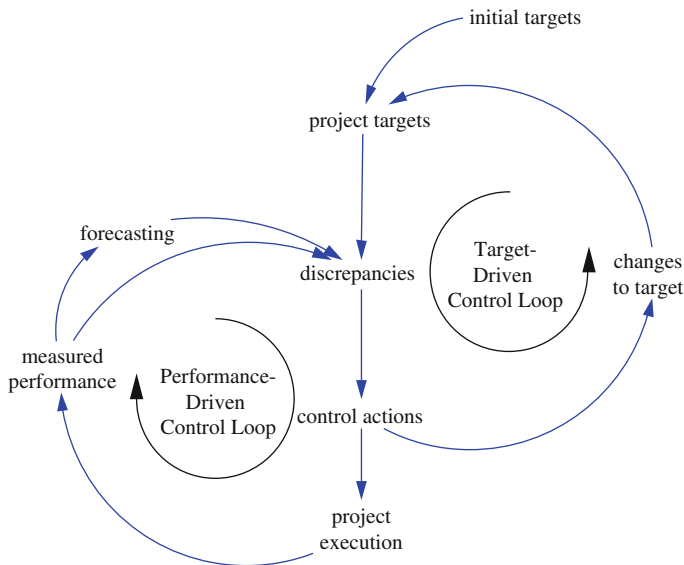 initial targets
project targets
forecasting
discrepancies
Target-
Driven
Control Loop
changes
to target
measured
performance
Performance-
Driven
Control Loop
control actions
project
execution